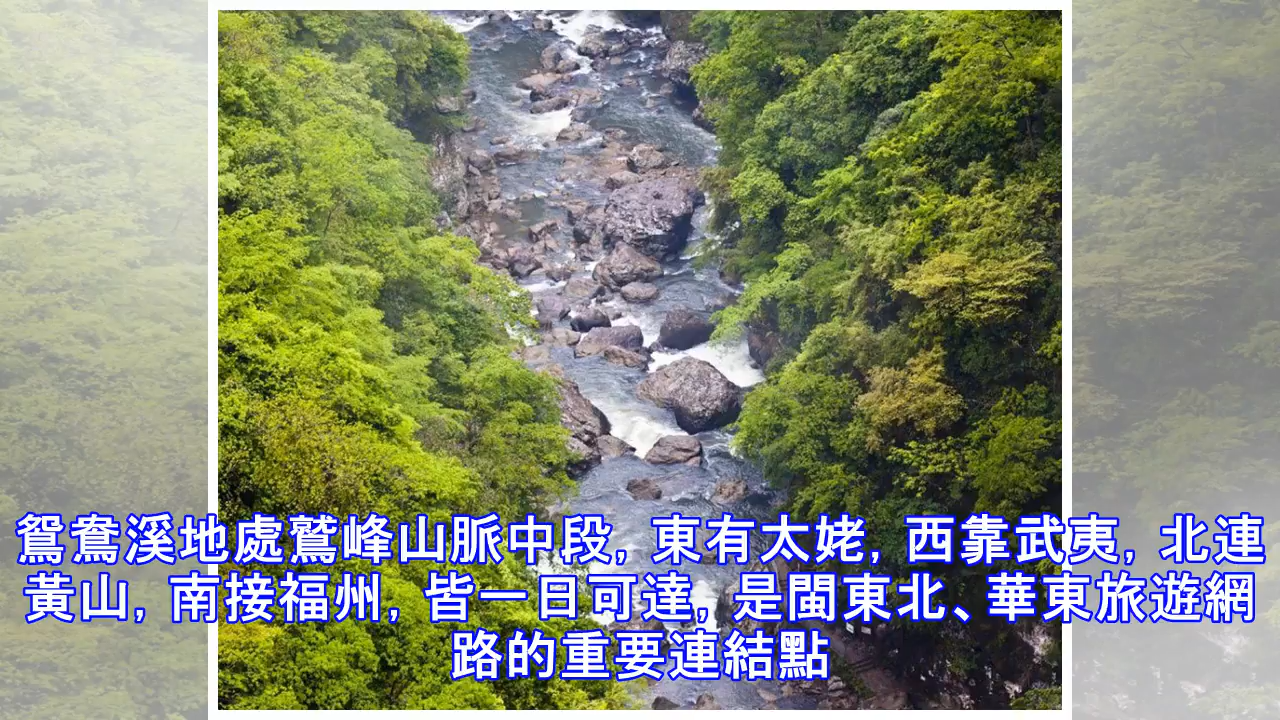 鴛鴦溪地處鷲峰山脈中段, 東有太姥, 西靠武夷, 北連
黃山, 南接福州, 皆一日可達, 是閩東北、華東旅遊網
路的重要連結點